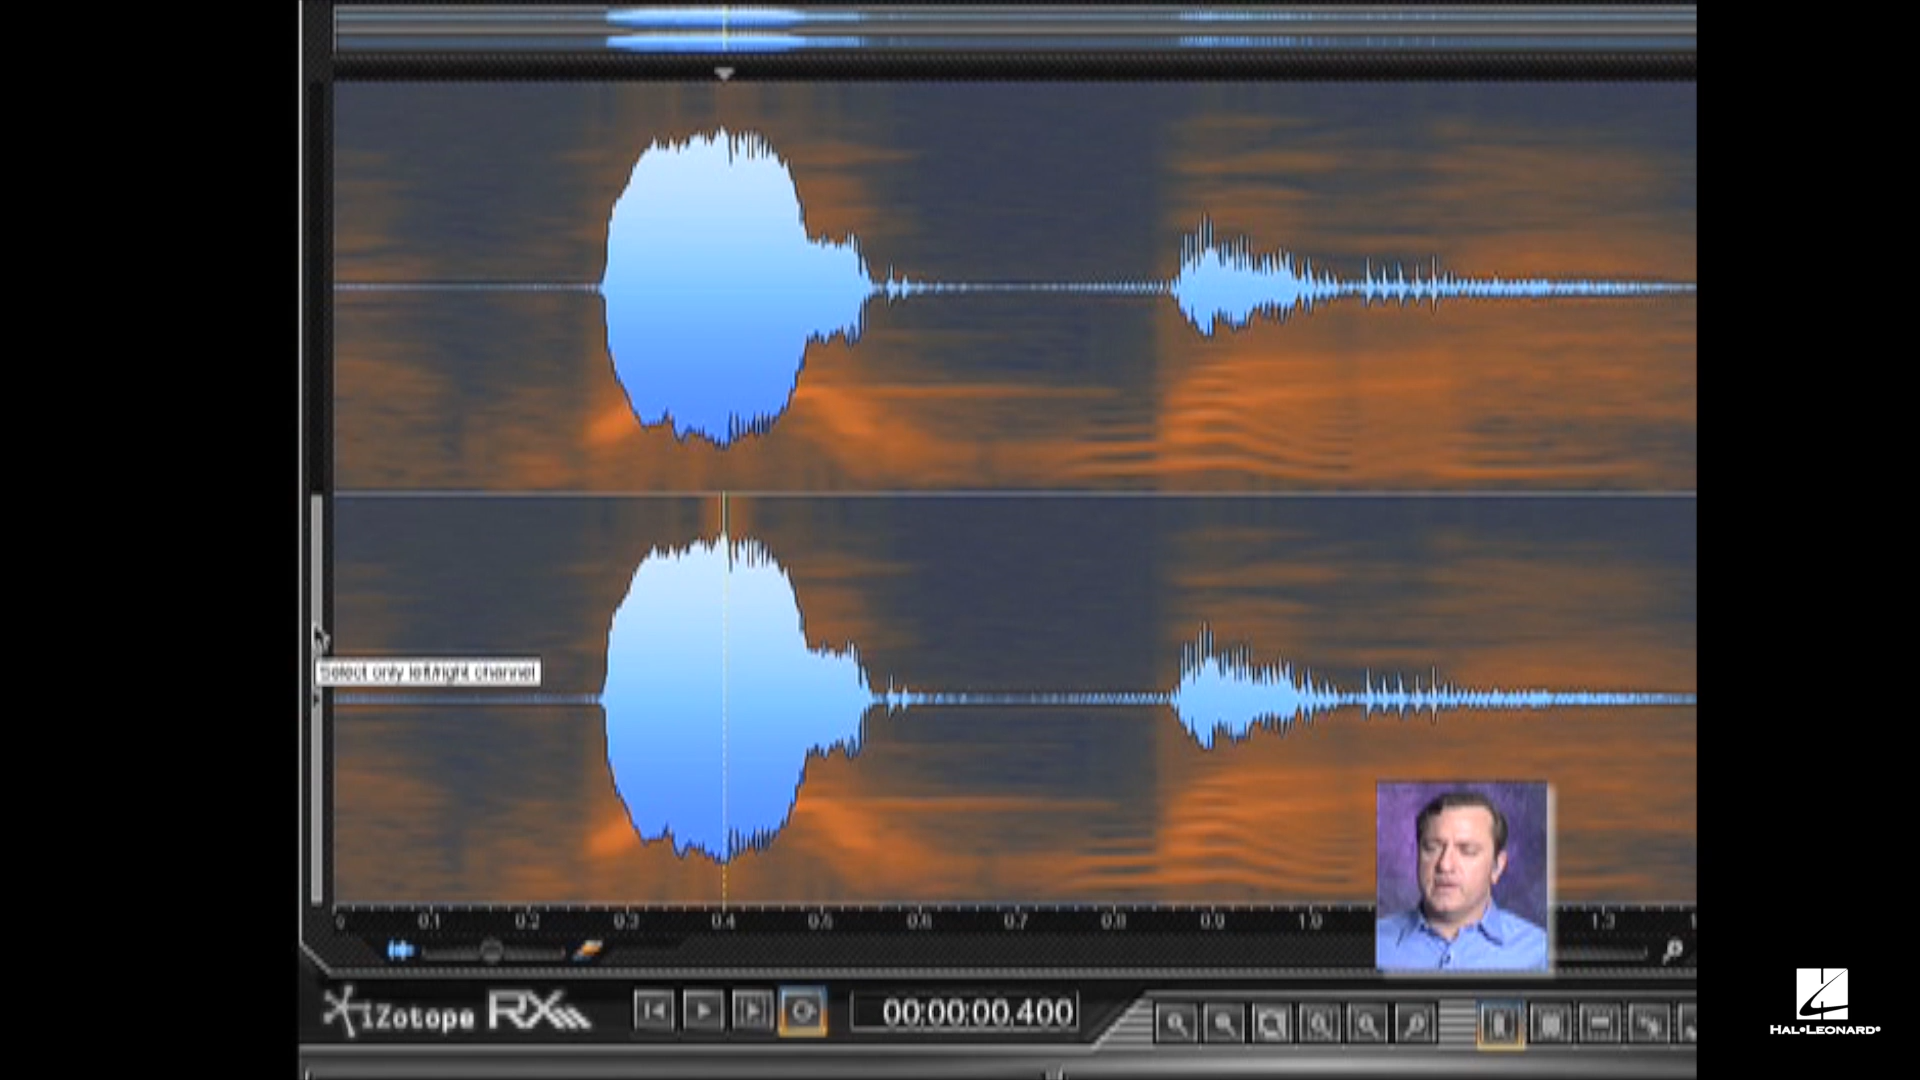 Select only left/right channel
0 0.1 0.2 0.3 0.4 0.5 0.6 0.7 0.8 0.9 1.0 1.3
iZotope RX
00:00:00.400
HAL•LEONARD®